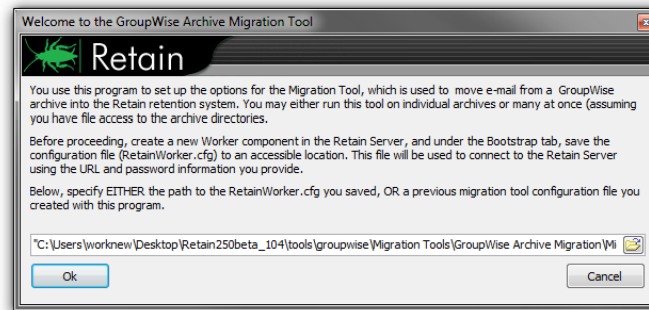 Welcome to the GroupWise Archive Migration Tool
Retain
You use this program to set up the options for the Migration Tool, which is used to move e-mail from a GroupWise
archive into the Retain retention system. You may either run this tool on individual archives or many at once (assuming
you have file access to the archive directories.
Before proceeding, create a new Worker component in the Retain Server, and under the Bootstrap tab, save the
configuration file (RetainWorker.cfg) to an accessible location. This file will be used to connect to the Retain Server
using the URL and password information you provide.
Below, specify EITHER the path to the RetainWorker.cfg you saved, OR a previous migration tool configuration file you
created with this program.
"C:\Users\worknew\Desktop\Retain250beta_104\tools\groupwise\Migration Tools\GroupWise Archive Migration\Mi
Ok Cancel